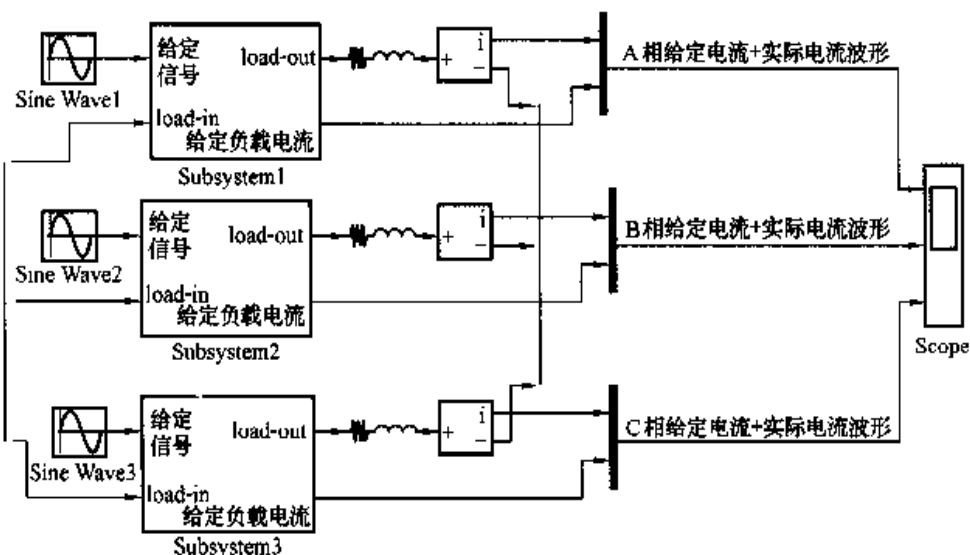 给定
信号
load-out
load-in
给定负载电流
Subsystem1
Sine Wave1
+
i
−
A 相给定电流+实际电流波形
给定
信号
load-out
load-in
给定负载电流
Subsystem2
Sine Wave2
+
i
−
B 相给定电流+实际电流波形
Scope
给定
信号
load-out
load-in
给定负载电流
Subsystem3
Sine Wave3
+
i
−
C 相给定电流+实际电流波形